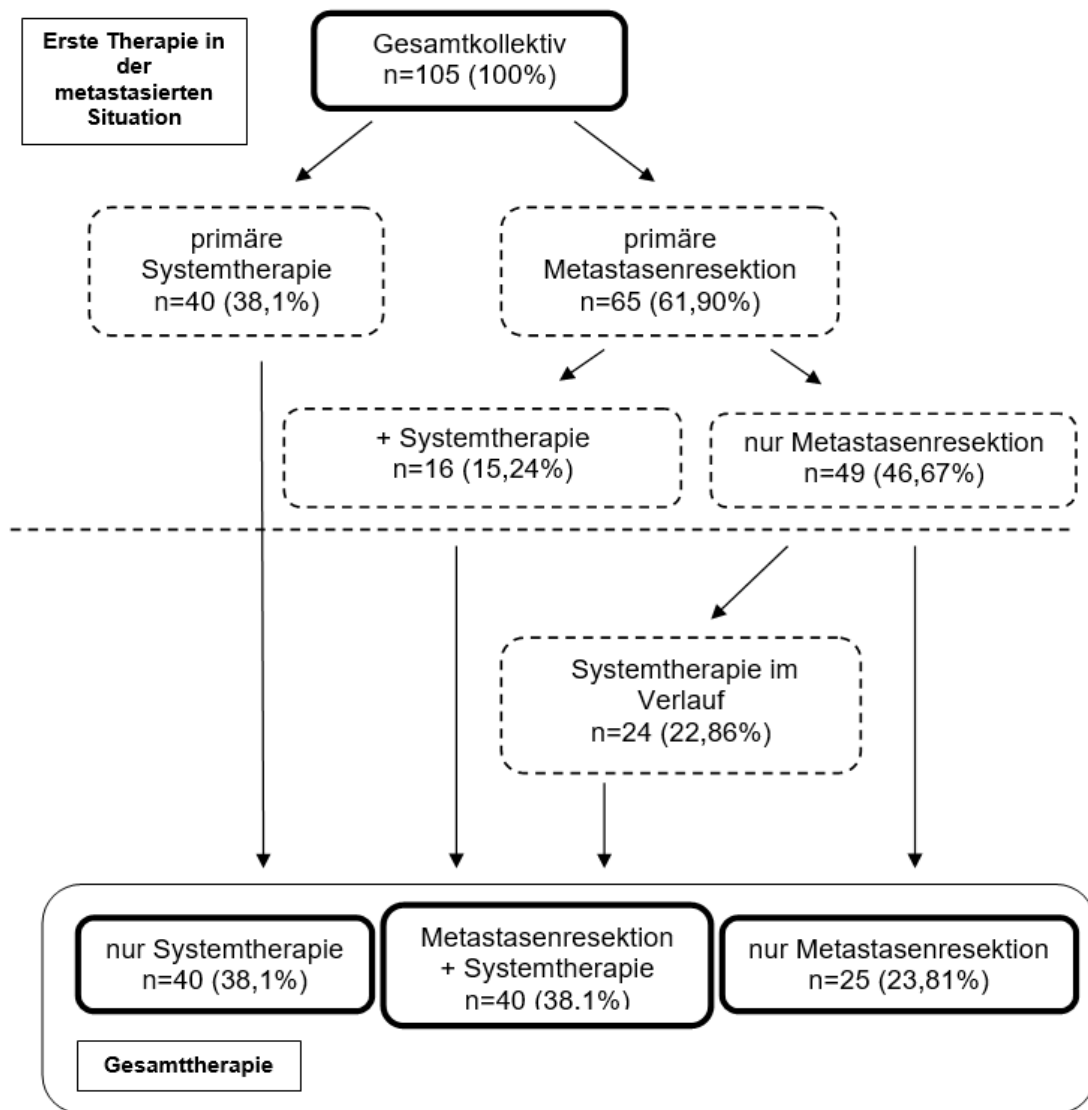 Erste Therapie in
der
metastasierten
Situation
Gesamtkollektiv
n=105 (100%)
primäre
Systemtherapie
n=40 (38,1%)
primäre
Metastasenresektion
n=65 (61,90%)
+ Systemtherapie
n=16 (15,24%)
nur Metastasenresektion
n=49 (46,67%)
Systemtherapie im
Verlauf
n=24 (22,86%)
nur Systemtherapie
n=40 (38,1%)
Metastasenresektion
+ Systemtherapie
n=40 (38,1%)
nur Metastasenresektion
n=25 (23,81%)
Gesamttherapie